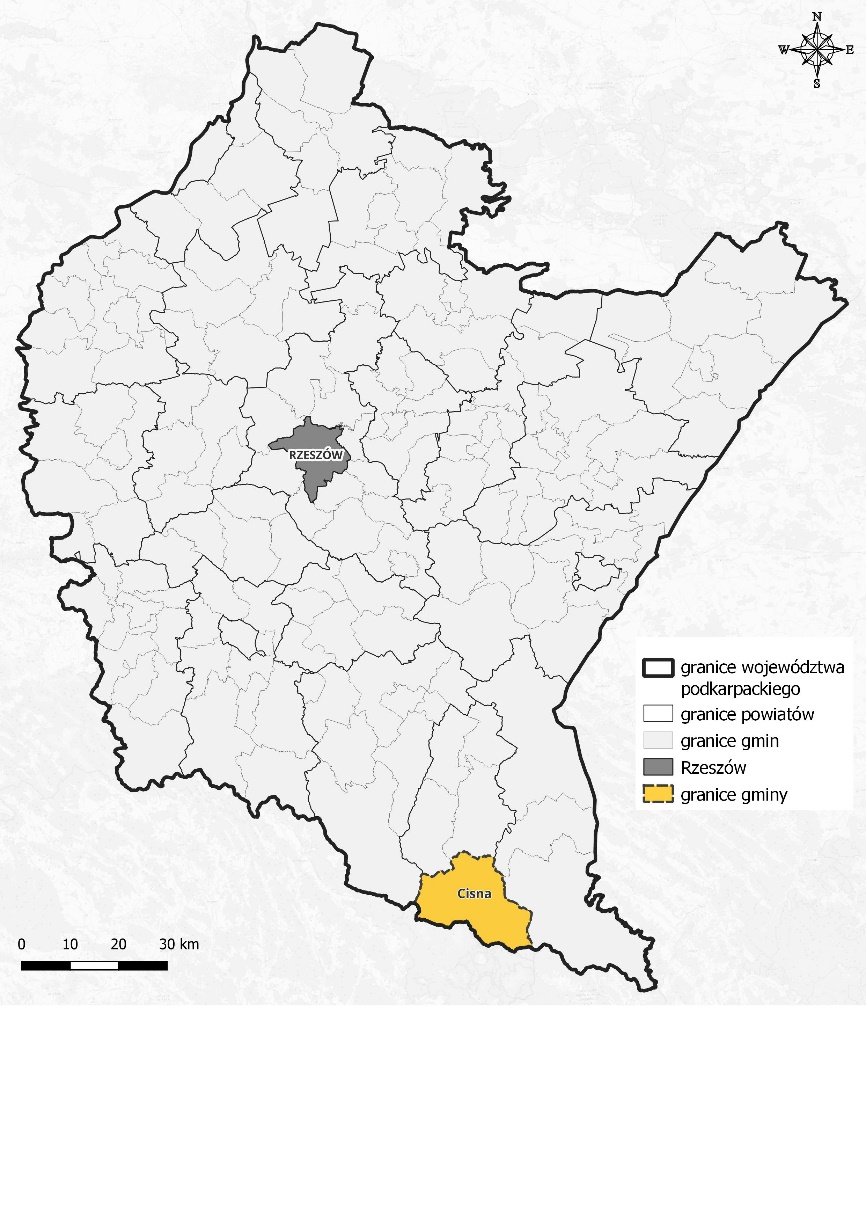 N
W E
S
RZESZÓW
granice województwa
podkarpackiego
granice powiatów
granice gmin
Rzeszów
granice gminy
Cisna
0 10 20 30 km